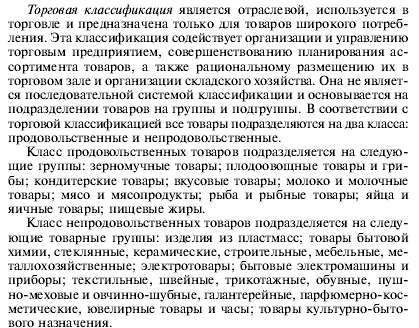 Торговая классификация является отраслевой, используется в
торговле и предназначена только для товаров широкого потреб-
ления. Эта классификация содействует организации и управлению
торговым предприятием, совершенствованию планирования ас-
сортимента товаров, а также рациональному размещению их в
торговом зале и организации складского хозяйства. Она не являет-
ся последовательной системой классификации и основывается на
подразделении товаров на группы и подгруппы. В соответствии с
торговой классификацией все товары подразделяются на два класса:
продовольственные и непродовольственные.
Класс продовольственных товаров подразделяется на следую-
щие группы: зерномучные товары; плодоовощные товары и гри-
бы; кондитерские товары; вкусовые товары; молоко и молочные
товары; мясо и мясопродукты; рыба и рыбные товары; яйца и
яичные товары; пищевые жиры.
Класс непродовольственных товаров подразделяется на следу-
ющие товарные группы: изделия из пластмасс; товары бытовой
химии, стеклянные, керамические, строительные, мебельные, ме-
таллохозяйственные; электротовары; бытовые электромашины и
приборы; текстильные, швейные, трикотажные, обувные, пуш-
но-меховые и овчинно-шубные, галантерейные, парфюмерно-кос-
метические, ювелирные товары и часы; товары культурно-быто-
вого назначения.